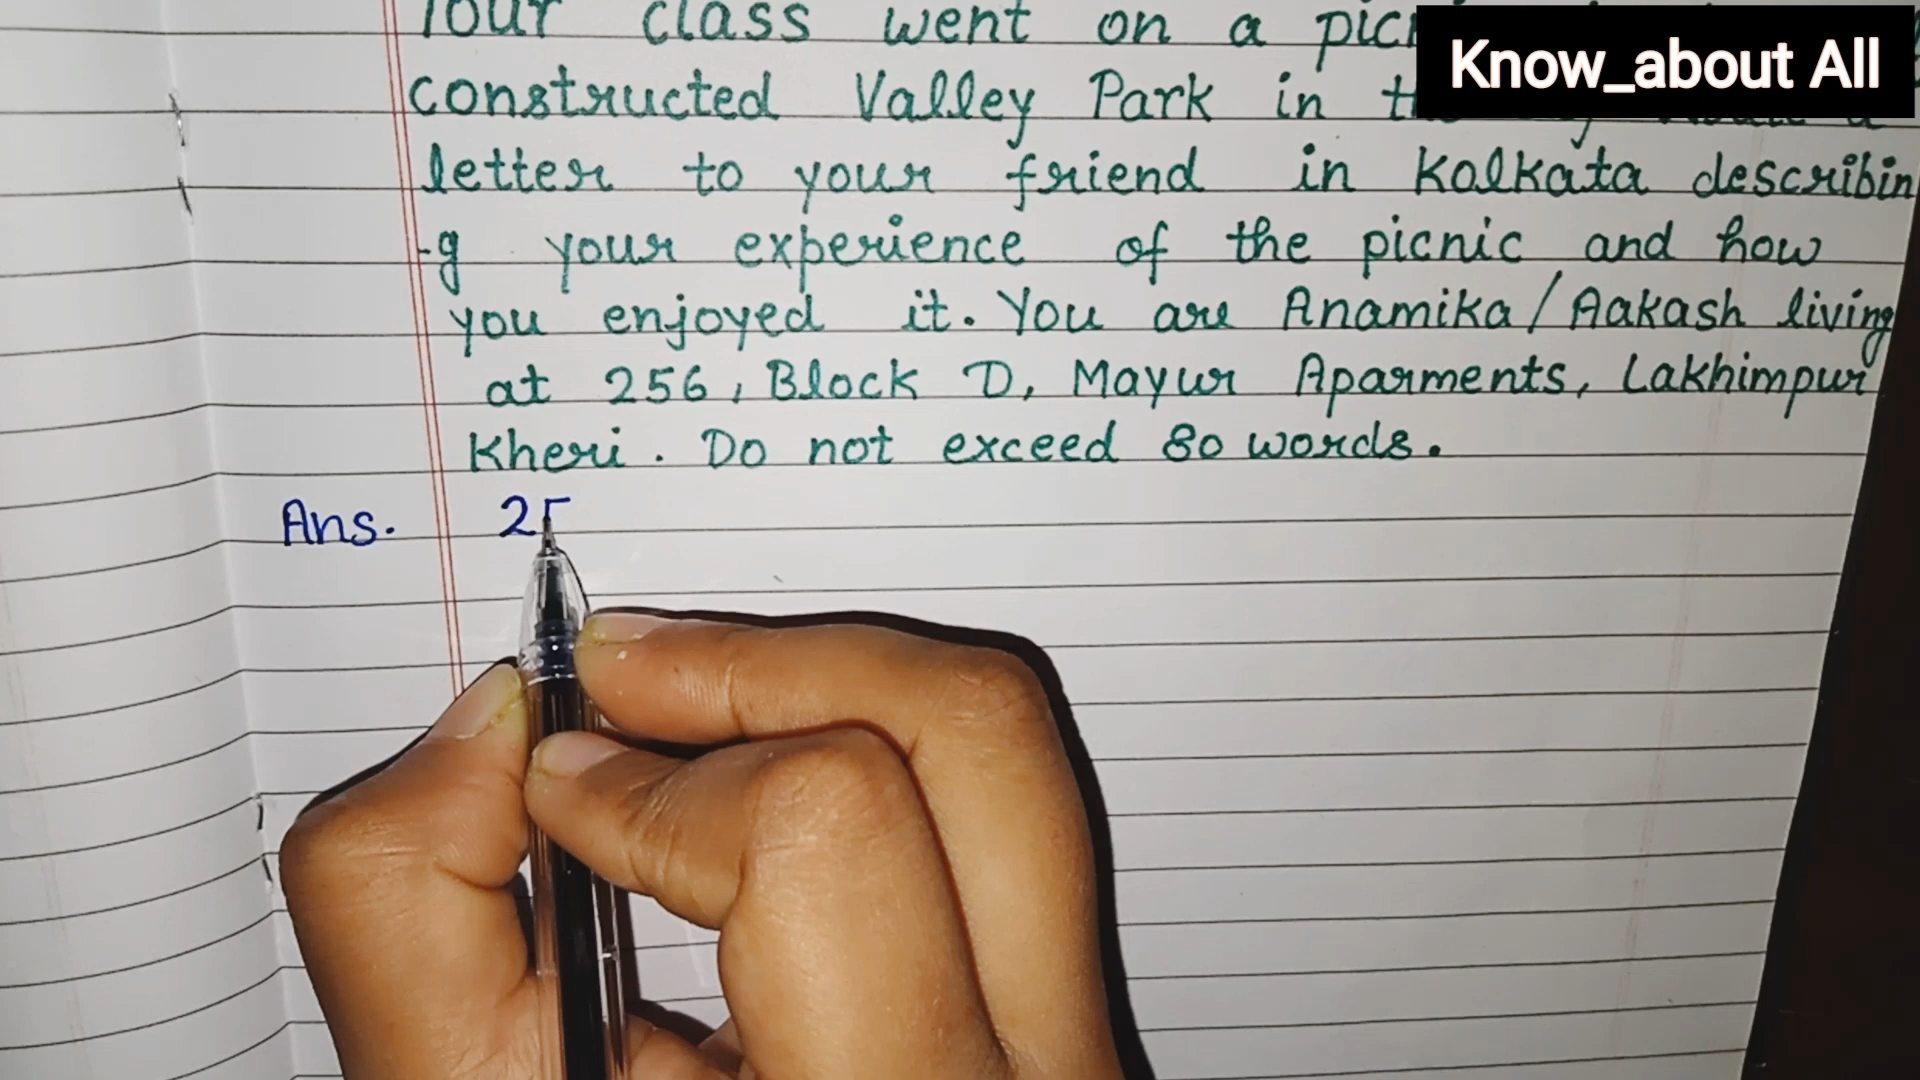 Your class went on a
Know_about All
constructed Valley Park in
letter to your friend in Kolkata describin
-g your experience of the picnic and how
you enjoyed it. You are Anamika/Aakash living
at 256, Block D, Mayur Aparments, Lakhimpur
Kheri. Do not exceed 80 words.
Ans. 25